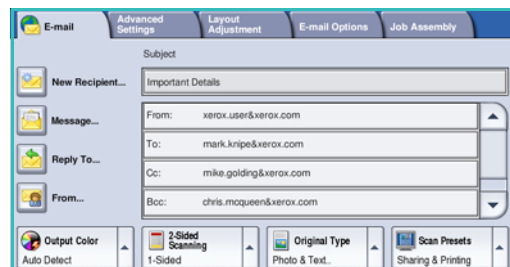 E-mail
Advanced Settings
Layout Adjustment
E-mail Options
Job Assembly
Subject
New Recipient...
Important Details
Message...
From: xerox.user&xerox.com
To: mark.knipe&xerox.com
Reply To...
Cc: mike.golding&xerox.com
From...
Bcc: chris.mcqueen&xerox.com
Output Color
Auto Detect
2-Sided Scanning
1-Sided
Original Type
Photo & Text..
Scan Presets
Sharing & Printing